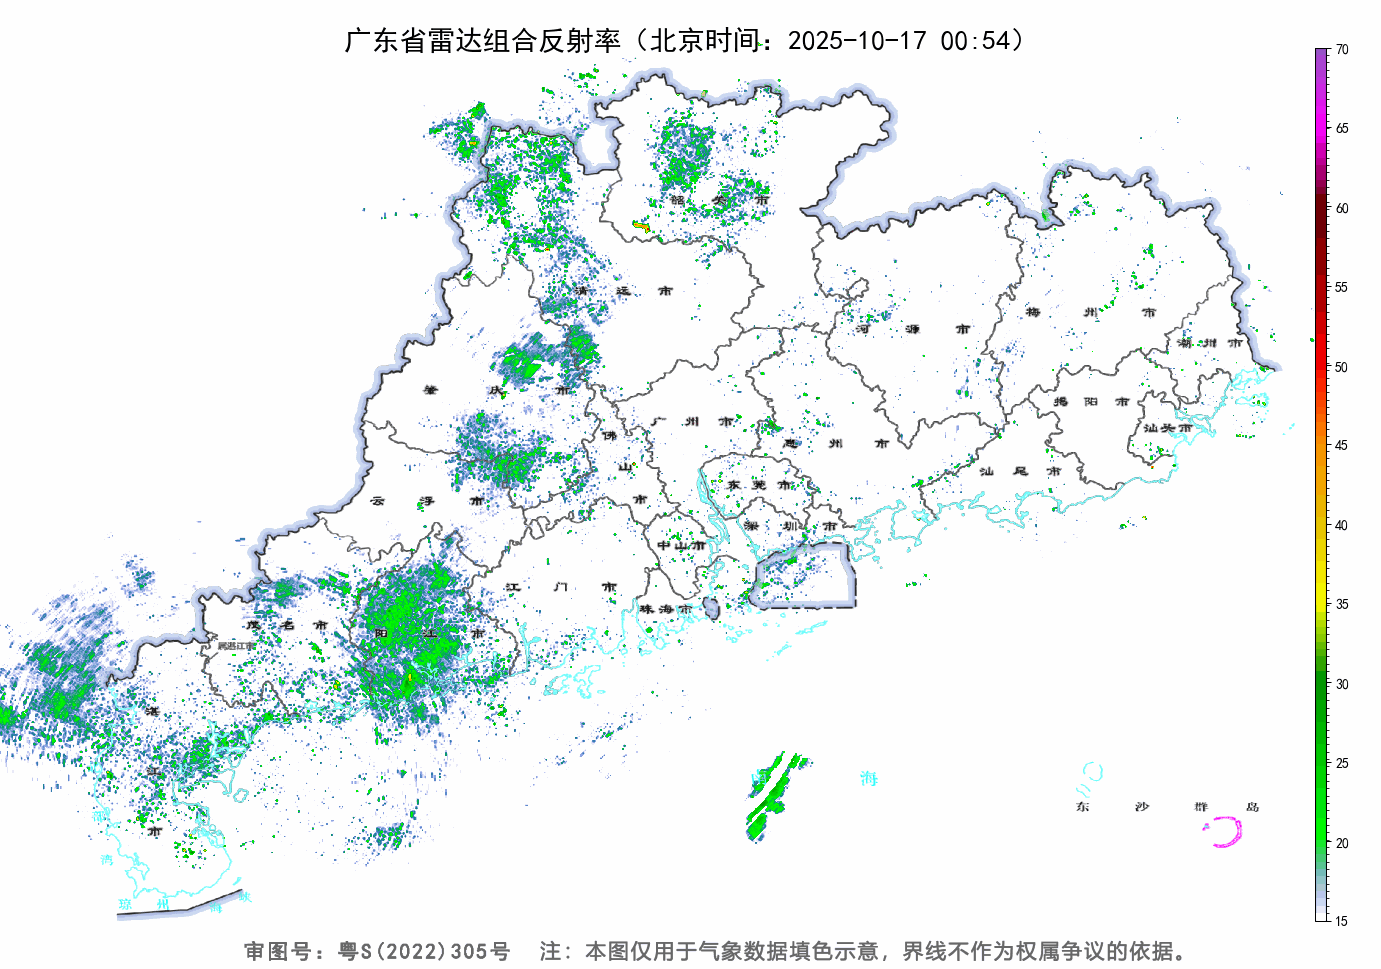 广东省雷达组合反射率（北京时间：2025-10-17 00:54）
70
65
60
55
50
45
40
35
30
25
20
15
韶关市
清远市
河源市
梅州市
潮州市
肇庆市
揭阳市
汕头市
佛山市
广州市
惠州市
汕尾市
云浮市
东莞市
深圳市
中山市
江门市
珠海市
茂名市
阳江市
属湛江市
湛江市
南海
东沙群岛
湾
琼州海峡
审图号：粤S(2022)305号 注：本图仅用于气象数据填色示意，界线不作为权属争议的依据。